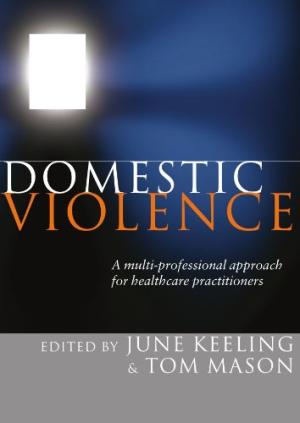 DOMESTIC
VIOLENCE
A multi-professional approach
for healthcare practitioners
EDITED BY JUNE KEELING
& TOM MASON